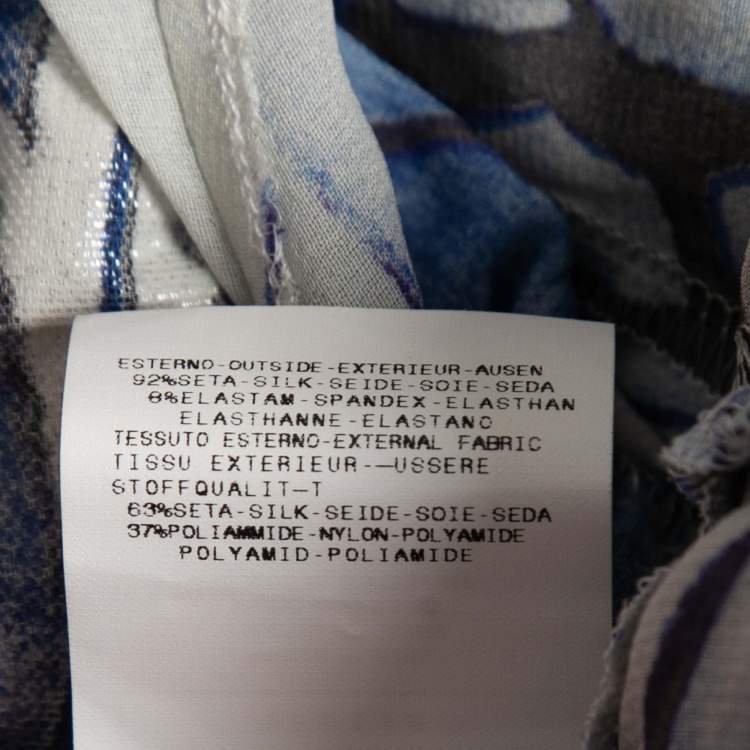 ESTERNO-OUTSIDE-EXTERIEUR-AUSEN
92%SETA-SILK-SEIDE-SOIE-SEDA
8%ELASTAM-SPANDEX-ELASTHAN
ELASTHANNE-ELASTANO
TESSUTO ESTERNO-EXTERNAL FABRIC
TISSU EXTERIEUR-—USSERE
STOFFQUALIT—T
63%SETA-SILK-SEIDE-SOIE-SEDA
37%POLIAMMIDE-NYLON-POLYAMIDE
POLYAMID-POLIAMIDE